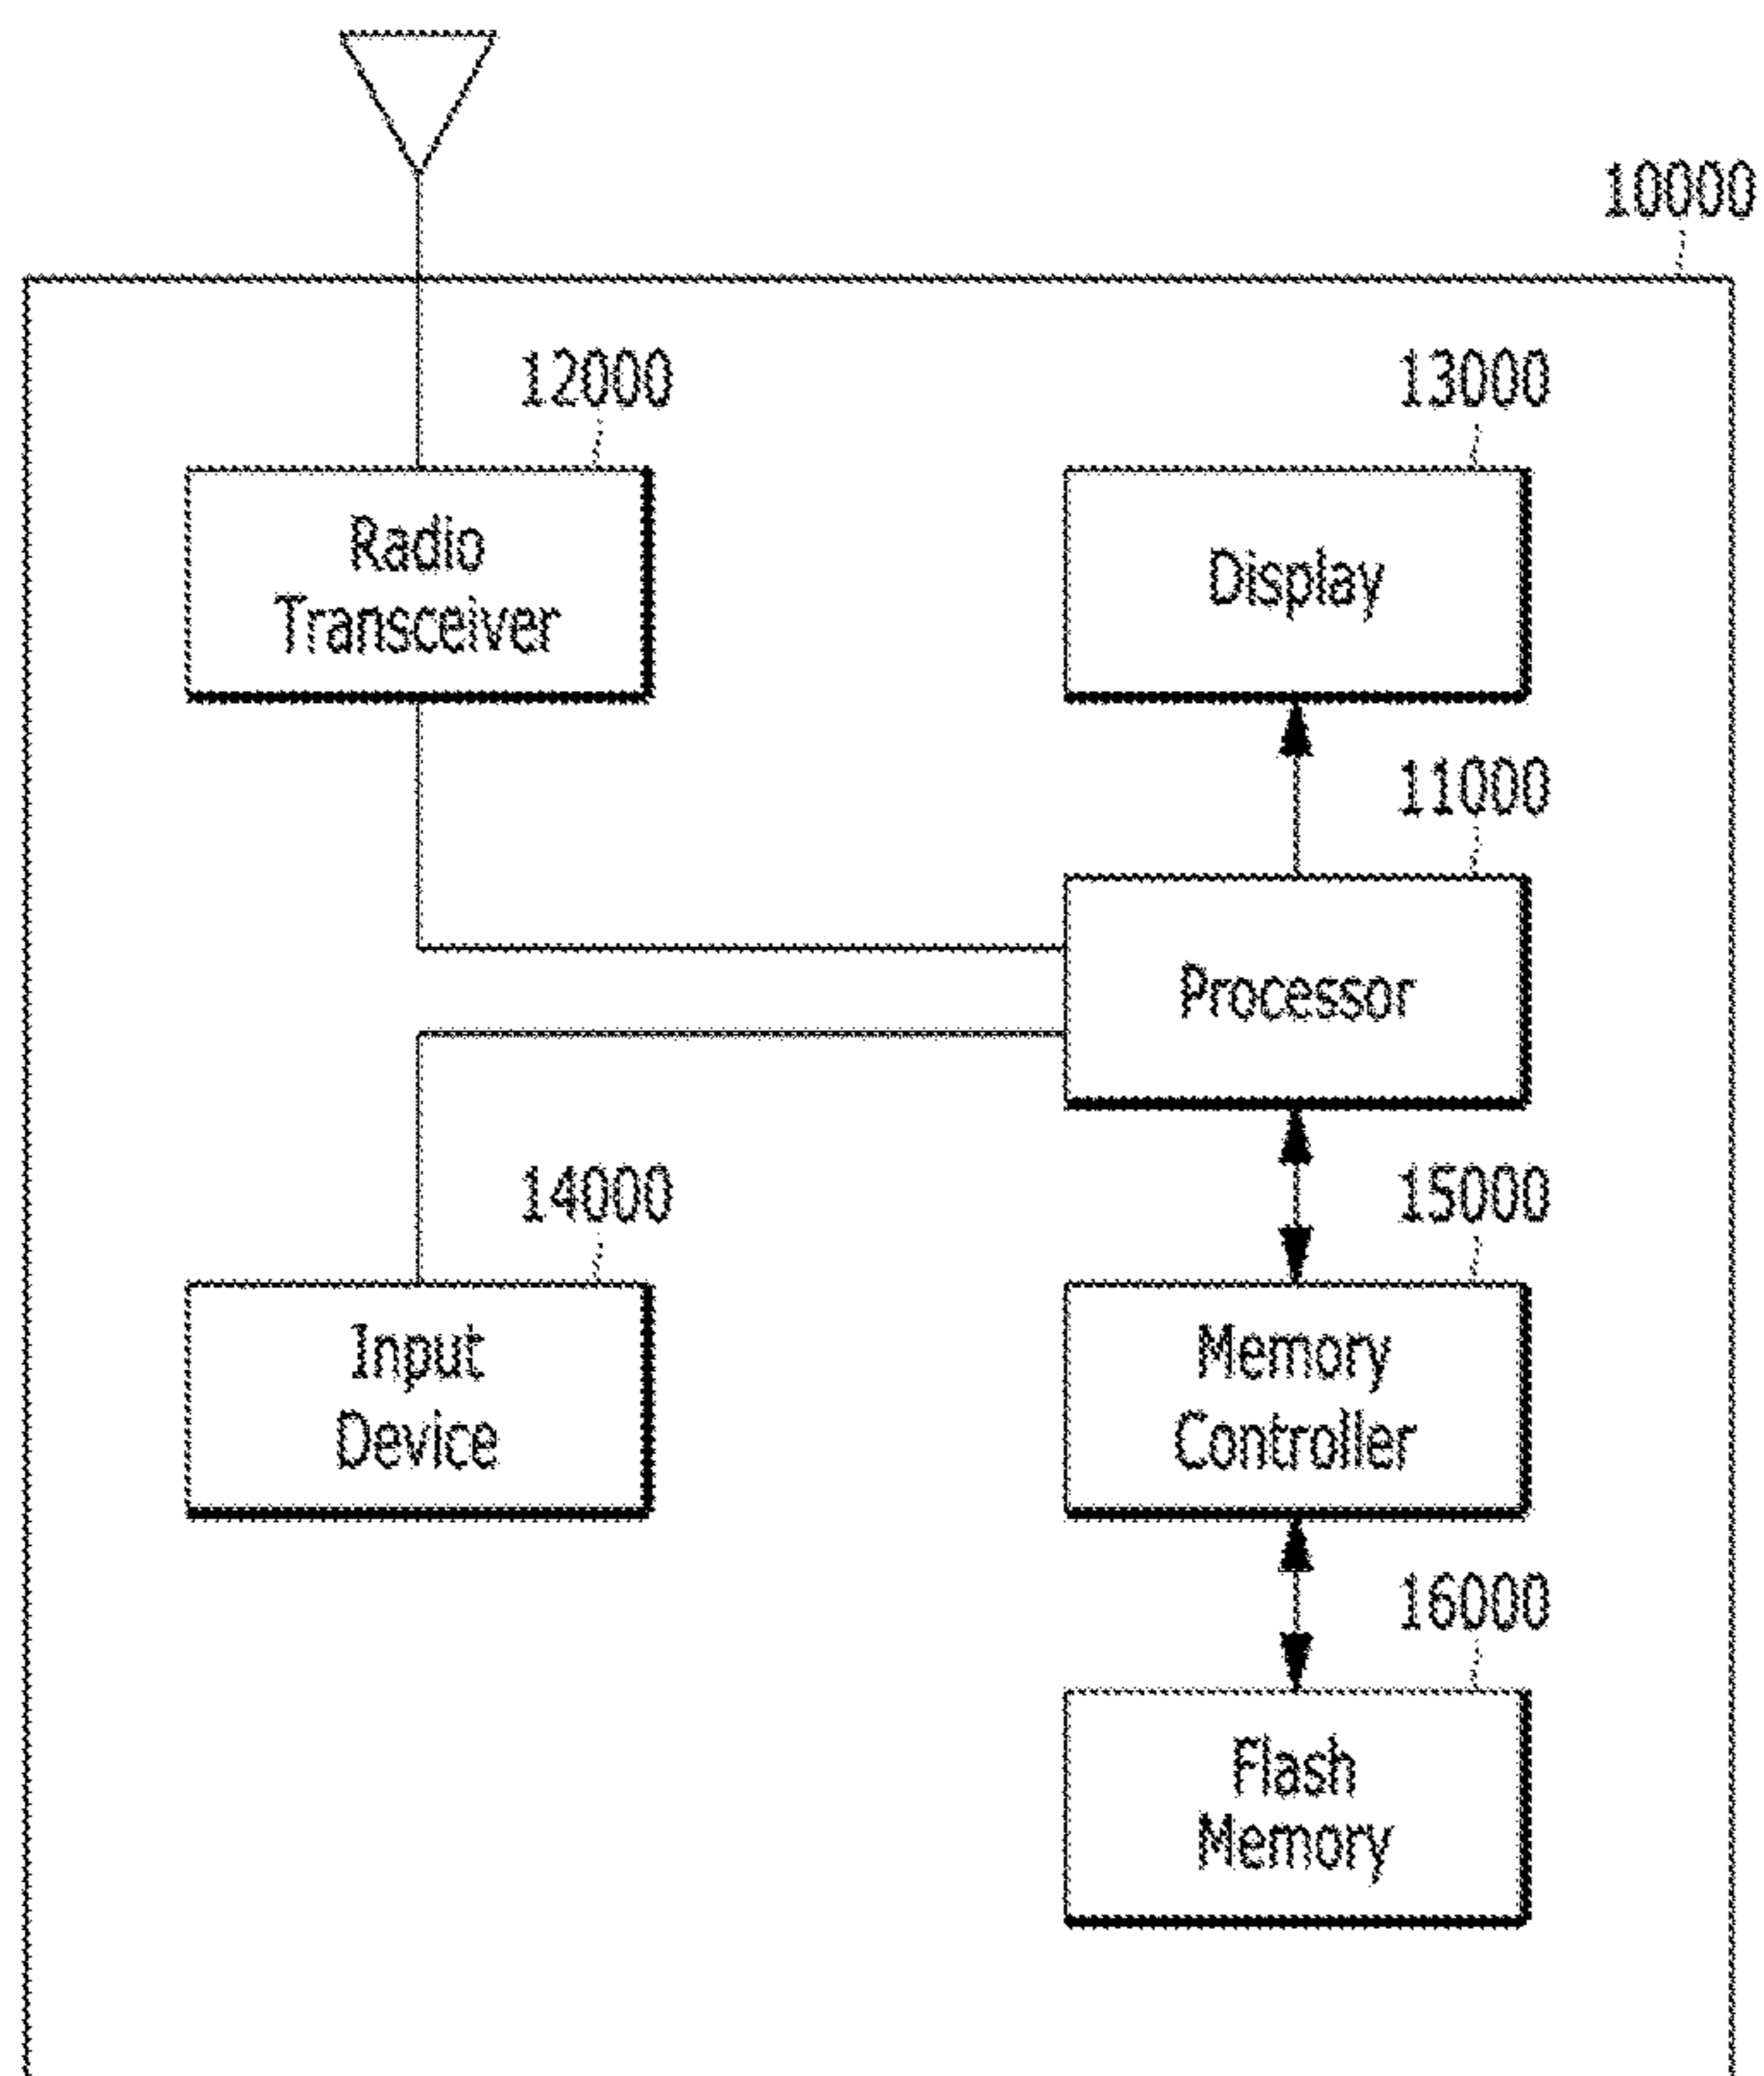 10000
12000
13000
Radio
Transceiver
Display
11000
Processor
14000
15000
Input
Device
Memory
Controller
16000
Flash
Memory